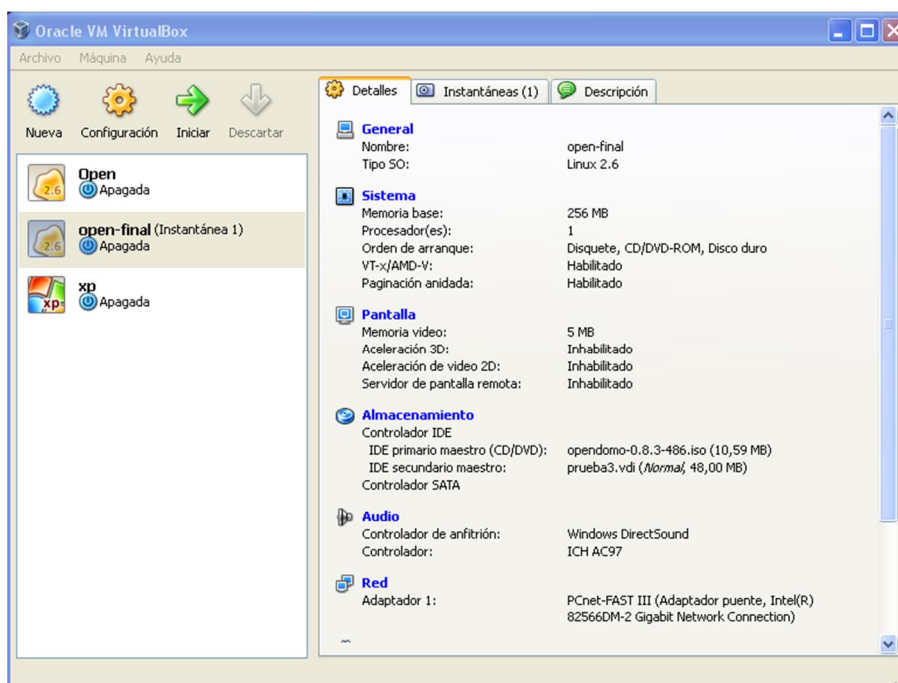 Oracle VM VirtualBox
Archivo Máquina Ayuda
Nueva Configuración Iniciar Descartar
Open
Apagada
open-final (Instantánea 1)
Apagada
xp
Apagada
Detalles Instantáneas (1) Descripción
General
Nombre: open-final
Tipo SO: Linux 2.6
Sistema
Memoria base: 256 MB
Procesador(es): 1
Orden de arranque: Disquete, CD/DVD-ROM, Disco duro
VT-x/AMD-V: Habilitado
Paginación anidada: Habilitado
Pantalla
Memoria video: 5 MB
Aceleración 3D: Inhabilitado
Aceleración de video 2D: Inhabilitado
Servidor de pantalla remota: Inhabilitado
Almacenamiento
Controlador IDE
IDE primario maestro (CD/DVD): opendomo-0.8.3-486.iso (10,59 MB)
IDE secundario maestro: prueba3.vdi (Normal, 48,00 MB)
Controlador SATA
Audio
Controlador de anfitrión: Windows DirectSound
Controlador: ICH AC97
Red
Adaptador 1: PCnet-FAST III (Adaptador puente, Intel(R)
82566DM-2 Gigabit Network Connection)
2.6
2.6
xp